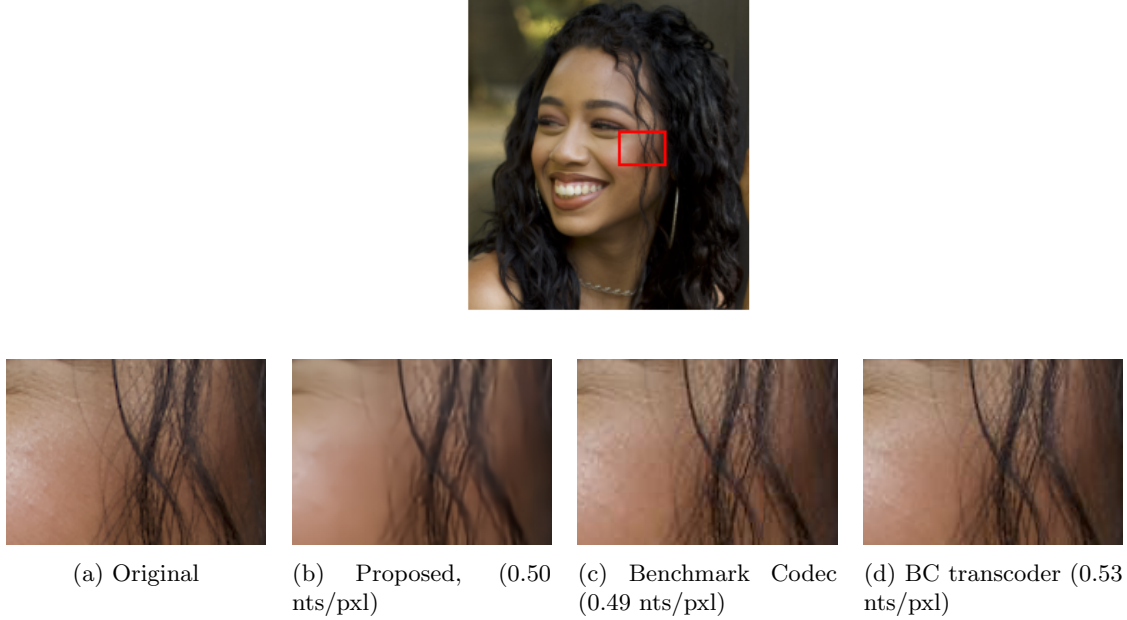 (a) Original
(b) Proposed, (0.50
nts/pxl)
(c) Benchmark Codec
(0.49 nts/pxl)
(d) BC transcoder (0.53
nts/pxl)